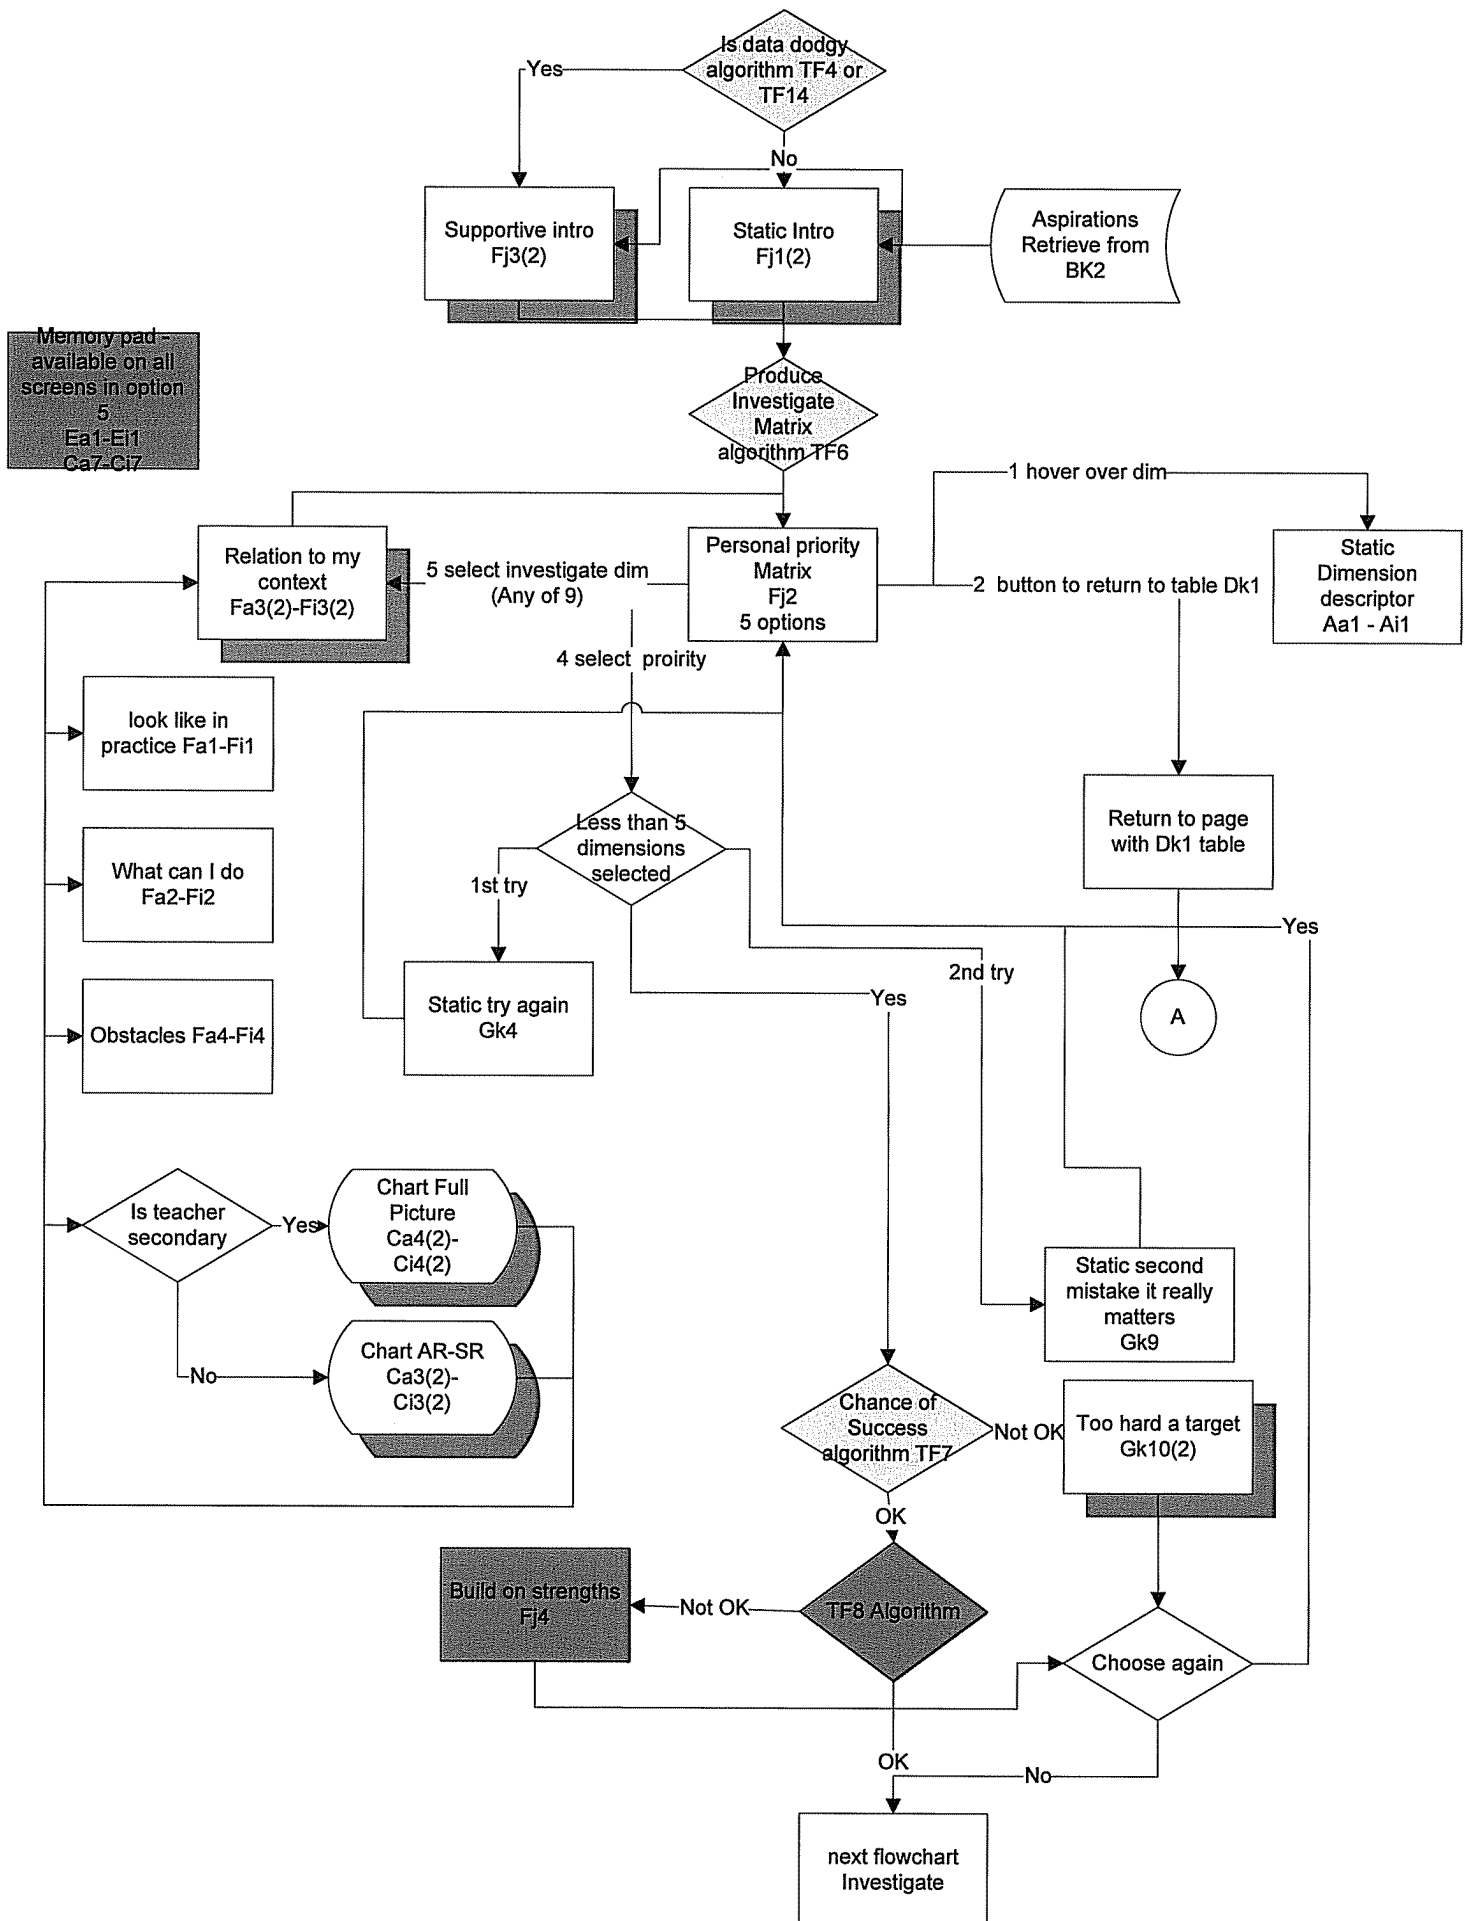 Is data dodgy
algorithm TF4 or
TF14
Yes
No
Supportive intro
Fj3(2)
Static Intro
Fj1(2)
Aspirations
Retrieve from
BK2
Memory pad -
available on all
screens in option
5
Ea1-Ei1
Ca7-Ci7
Produce
Investigate
Matrix
algorithm TF6
1 hover over dim
Relation to my
context
Fa3(2)-Fi3(2)
5 select investigate dim
(Any of 9)
Personal priority
Matrix
Fj2
5 options
2 button to return to table Dk1
Static
Dimension
descriptor
Aa1 - Ai1
4 select proirity
look like in
practice Fa1-Fi1
Less than 5
dimensions
selected
Return to page
with Dk1 table
What can I do
Fa2-Fi2
1st try
Yes
2nd try
Yes
Static try again
Gk4
A
Obstacles Fa4-Fi4
Is teacher
secondary
Yes
Chart Full
Picture
Ca4(2)-
Ci4(2)
Static second
mistake it really
matters
Gk9
No
Chart AR-SR
Ca3(2)-
Ci3(2)
Chance of
Success
algorithm TF7
Not OK
Too hard a target
Gk10(2)
OK
Build on strengths
Fj4
Not OK
TF8 Algorithm
Choose again
OK
No
next flowchart
Investigate